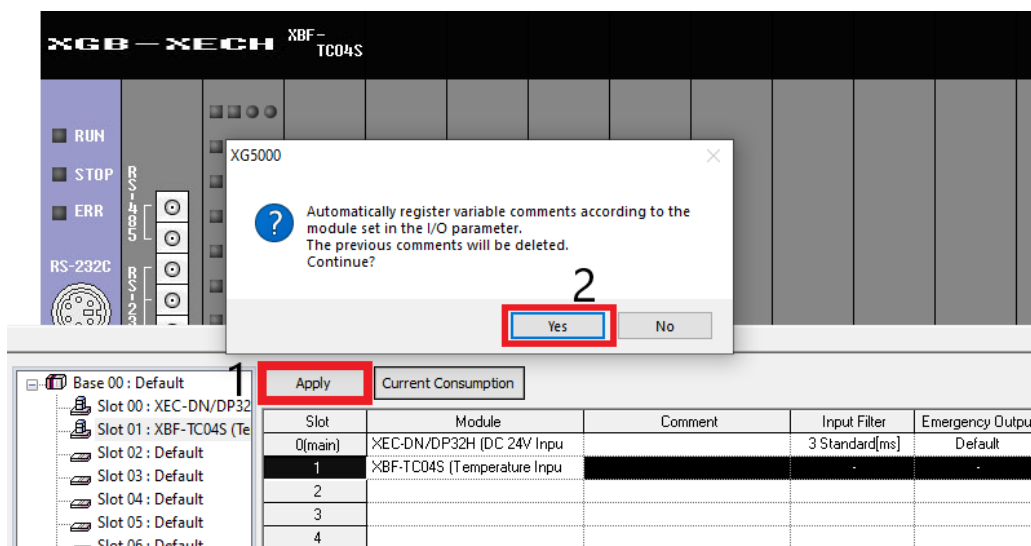 XGB-XECH
XBF-
TC04S
RUN
STOP
ERR
RS-485
RS-232C
RS-23
XG5000
Automatically register variable comments according to the
module set in the I/O parameter.
The previous comments will be deleted.
Continue?
2
Yes
No
1
Apply
Current Consumption
Base 00 : Default
Slot 00 : XEC-DN/DP32
Slot 01 : XBF-TC04S (Te
Slot 02 : Default
Slot 03 : Default
Slot 04 : Default
Slot 05 : Default
Slot 06 : Default
Slot Module Comment Input Filter Emergency Outpu
0(main) XEC-DN/DP32H (DC 24V Inpu 3 Standard[ms] Default
1 XBF-TC04S (Temperature Inpu - -
2
3
4